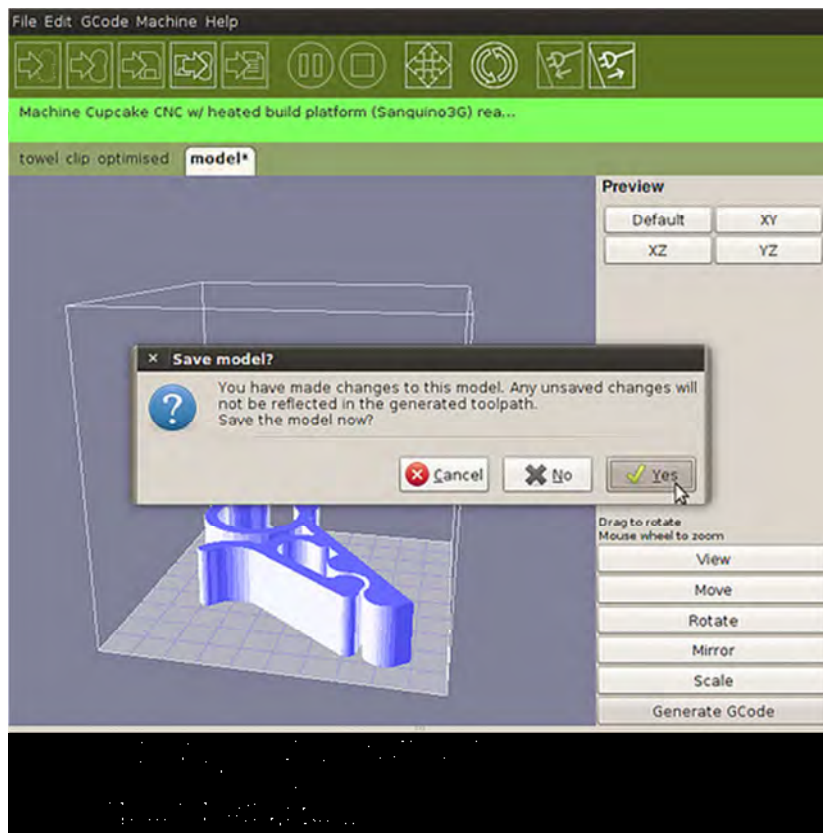 File Edit GCode Machine Help
Machine Cupcake CNC w/ heated build platform (Sanguino3G) rea...
towel clip optimised model*
Preview
Default XY
XZ YZ
× Save model?
You have made changes to this model. Any unsaved changes will
not be reflected in the generated toolpath.
Save the model now?
Cancel No Yes
Drag to rotate
Mouse wheel to zoom
View
Move
Rotate
Mirror
Scale
Generate GCode